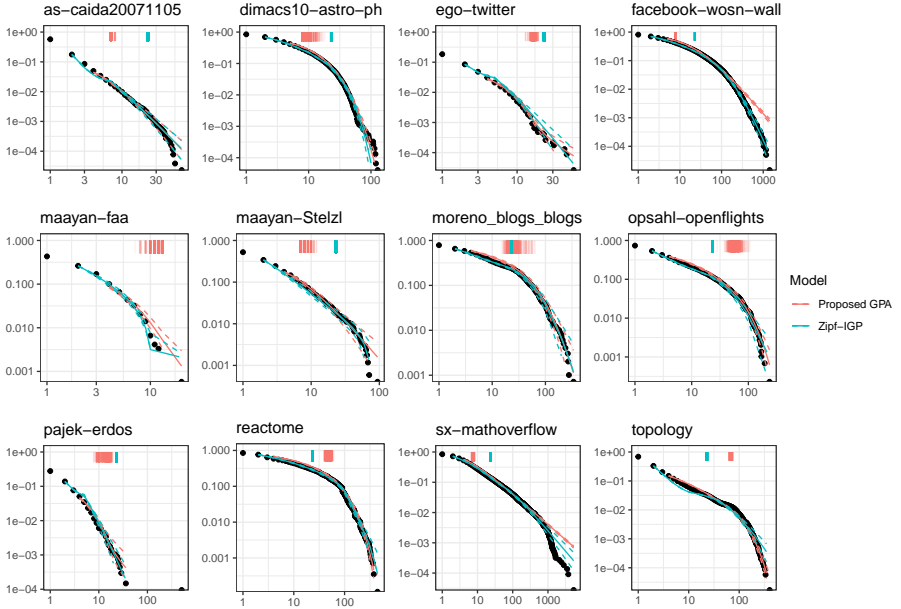 as-caida20071105
dimacs10-astro-ph
ego-twitter
facebook-wosn-wall
1e+00
1e-01
1e-02
1e-03
1e-04
1 3 10 30
1e+00
1e-01
1e-02
1e-03
1e-04
1 10 100
1e+00
1e-01
1e-02
1e-03
1e-04
1 3 10 30
1e+00
1e-01
1e-02
1e-03
1e-04
1 10 100 1000
maayan-faa
maayan-Stelzl
moreno_blogs_blogs
opsahl-openflights
1.000
0.100
0.010
0.001
1 3 10
1.000
0.100
0.010
0.001
1 10 100
1.000
0.100
0.010
0.001
1 10 100
1.000
0.100
0.010
0.001
1 10 100
Model
Proposed GPA
Zipf-IGP
pajek-erdos
reactome
sx-mathoverflow
topology
1e+00
1e-01
1e-02
1e-03
1e-04
10 100
1.000
0.100
0.010
0.001
1 10 100
1e+00
1e-01
1e-02
1e-03
1e-04
1 10 100 1000
1e+00
1e-01
1e-02
1e-03
1e-04
1 10 100